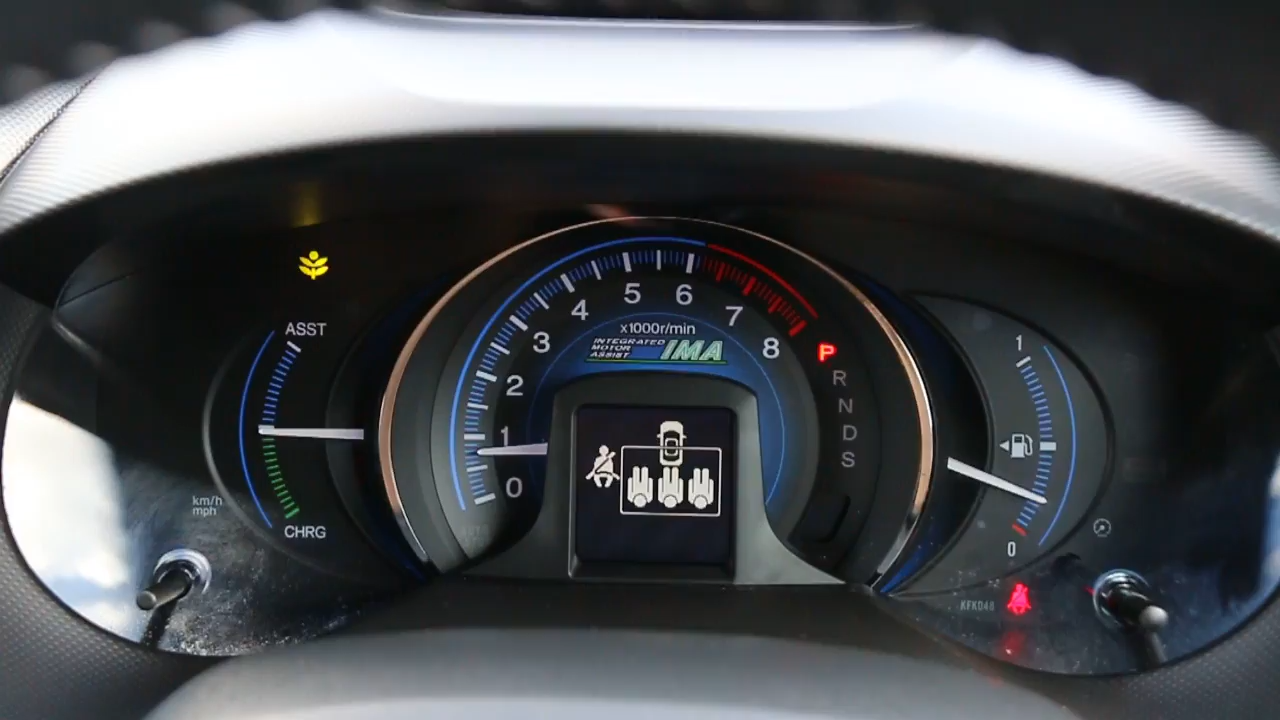 ASST
CHRG
km/h
mph
0
1
2
3
4
5
6
7
8
x1000r/min
INTEGRATED
MOTOR
ASSIST
IMA
P
R
N
D
S
1
0
KFK048